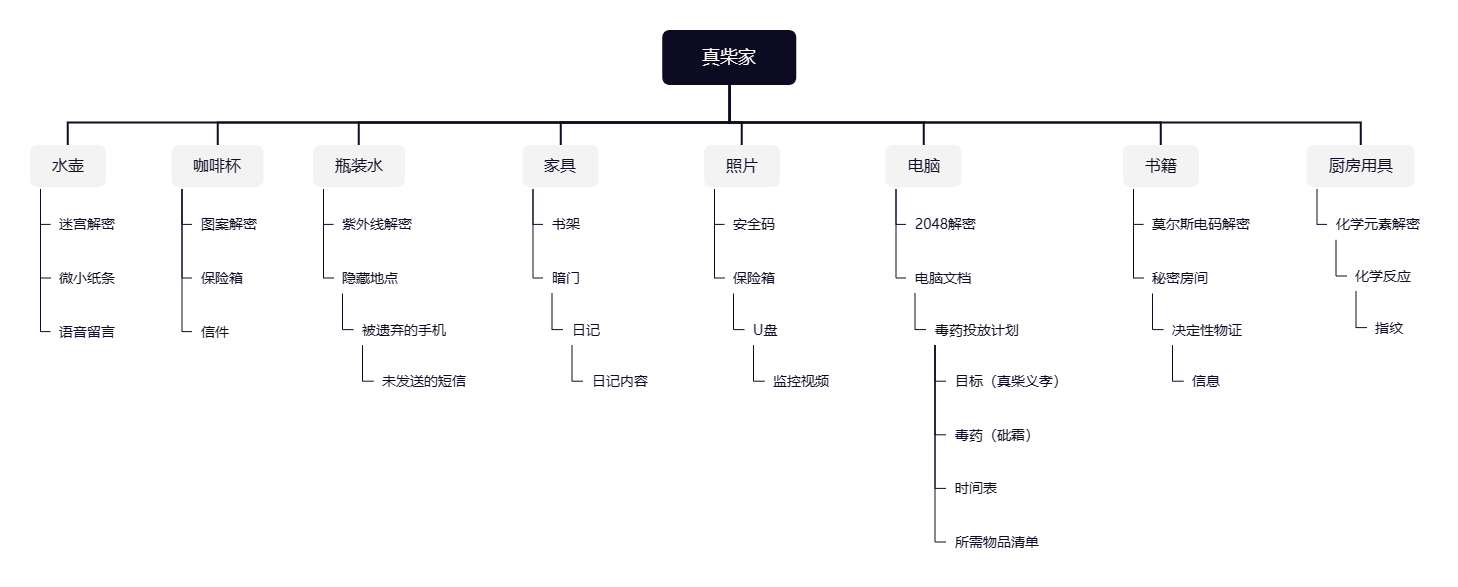 真柴家
水壶
迷宫解密
微小纸条
语音留言
咖啡杯
图案解密
保险箱
信件
瓶装水
紫外线解密
隐藏地点
被遗弃的手机
未发送的短信
家具
书架
暗门
日记
日记内容
照片
安全码
保险箱
U盘
监控视频
电脑
2048解密
电脑文档
毒药投放计划
目标（真柴义孝）
毒药（砒霜）
时间表
所需物品清单
书籍
莫尔斯电码解密
秘密房间
决定性物证
信息
厨房用具
化学元素解密
化学反应
指纹